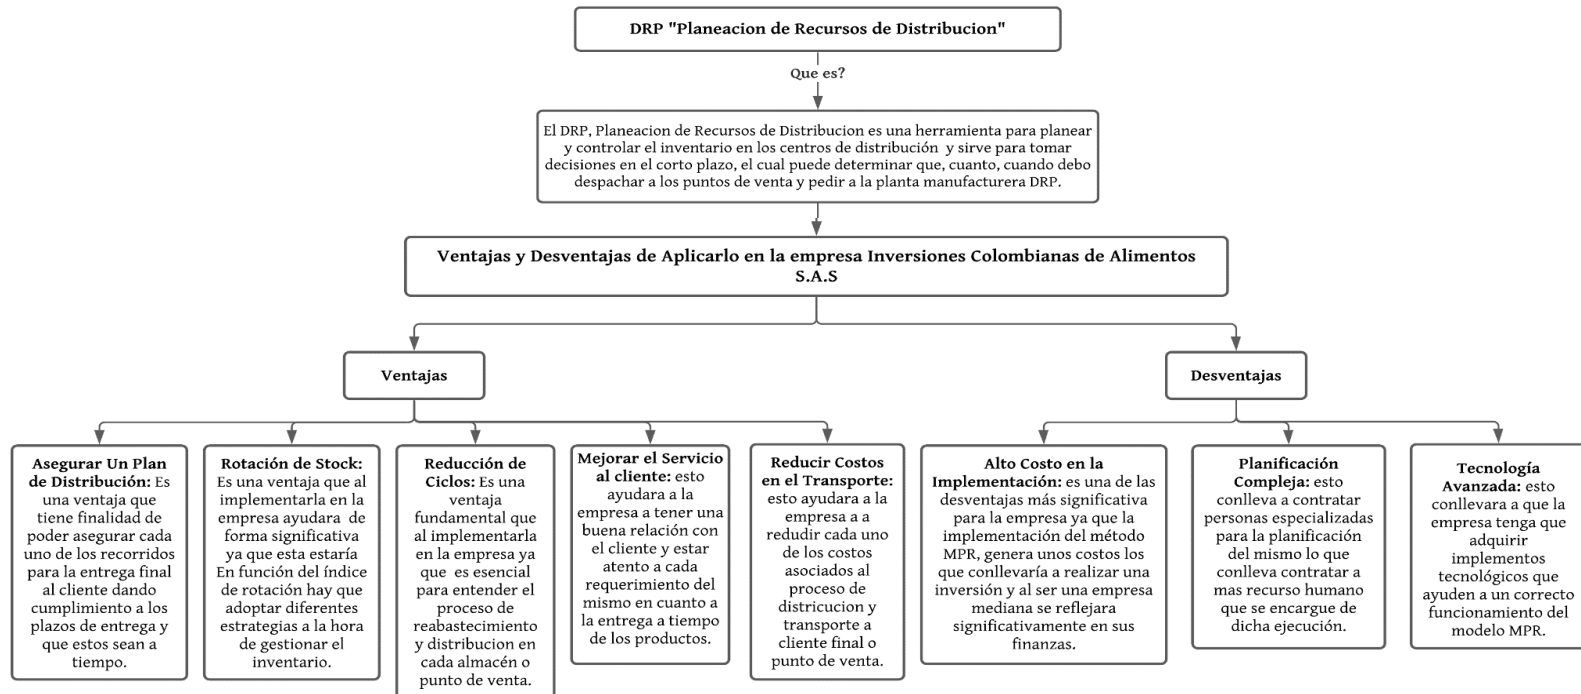 DRP "Planeacion de Recursos de Distribucion"
Que es?
El DRP, Planeacion de Recursos de Distribucion es una herramienta para planear
y controlar el inventario en los centros de distribución y sirve para tomar
decisiones en el corto plazo, el cual puede determinar que, cuanto, cuando debo
despachar a los puntos de venta y pedir a la planta manufacturera DRP.
Ventajas y Desventajas de Aplicarlo en la empresa Inversiones Colombianas de Alimentos
S.A.S
Ventajas
Desventajas
Asegurar Un Plan
de Distribución: Es
una ventaja que
tiene finalidad de
poder asegurar cada
uno de los recorridos
para la entrega final
al cliente dando
cumplimiento a los
plazos de entrega y
que estos sean a
tiempo.
Rotación de Stock:
Es una ventaja que al
implementarla en la
empresa ayudara de
forma significativa
ya que esta estaría
En función del índice
de rotación hay que
adoptar diferentes
estrategias a la hora
de gestionar el
inventario.
Reducción de
Ciclos: Es una
ventaja
fundamental que
al implementarla
en la empresa ya
que es esencial
para entender el
proceso de
reabastecimiento
y distribucion en
cada almacén o
punto de venta.
Mejorar el Servicio
al cliente: esto
ayudara a la
empresa a tener una
buena relación con
el cliente y estar
atento a cada
requerimiento del
mismo en cuanto a
la entrega a tiempo
de los productos.
Reducir Costos
en el Transporte:
esto ayudara a la
empresa a a
redudir cada uno
de los costos
asociados al
proceso de
districucion y
transporte a
cliente final o
punto de venta.
Alto Costo en la
Implementación: es una de las
desventajas más significativa
para la empresa ya que la
implementación del método
MPR, genera unos costos los
que conllevaría a realizar una
inversión y al ser una empresa
mediana se reflejara
significativamente en sus
finanzas.
Planificación
Compleja: esto
conlleva a contratar
personas especializadas
para la planificación
del mismo lo que
conlleva contratar a
mas recurso humano
que se encargue de
dicha ejecución.
Tecnología
Avanzada: esto
conllevara a que la
empresa tenga que
adquirir
implementos
tecnológicos que
ayuden a un correcto
funcionamiento del
modelo MPR.